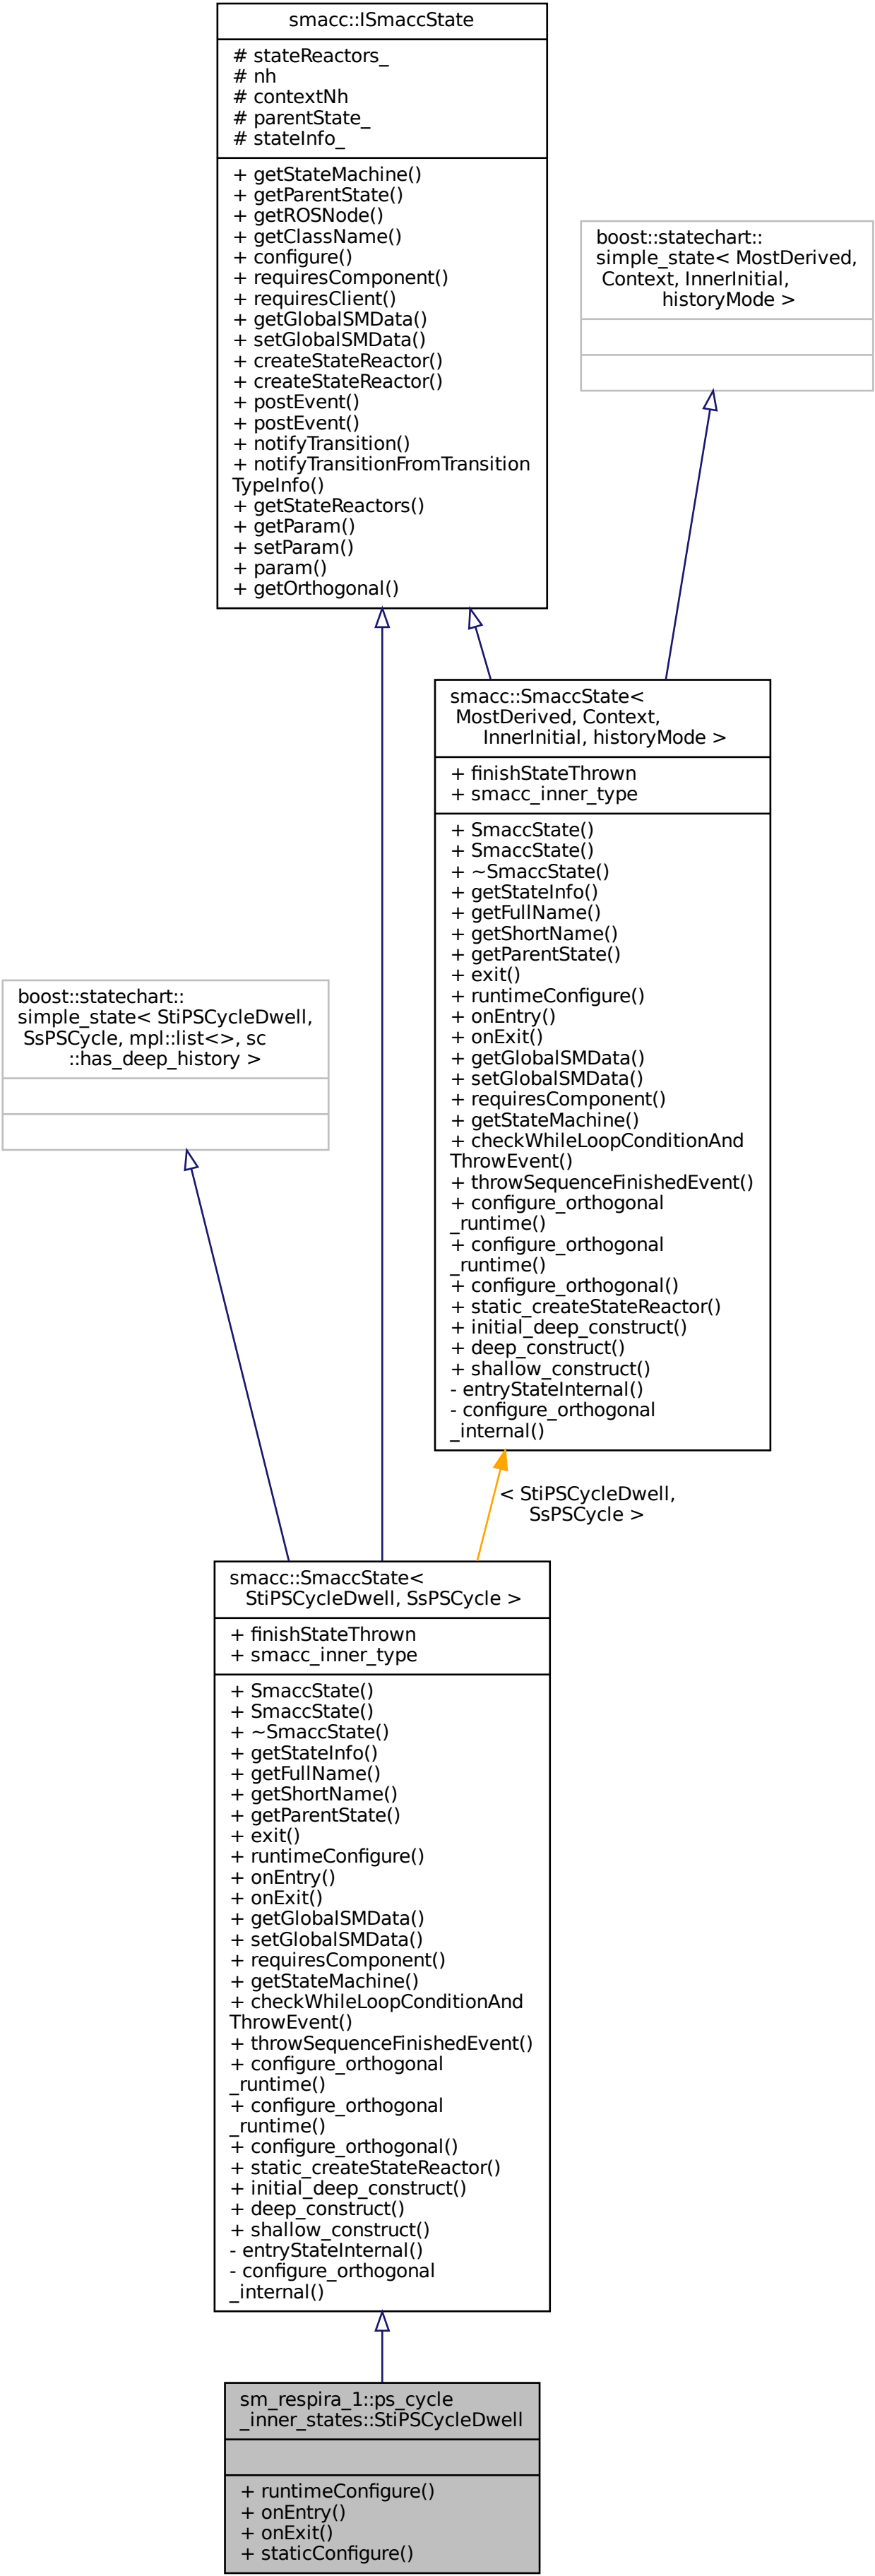 smacc::ISmaccState
# stateReactors_
# nh
# contextNh
# parentState_
# stateInfo_
+ getStateMachine()
+ getParentState()
+ getROSNode()
+ getClassName()
+ configure()
+ requiresComponent()
+ requiresClient()
+ getGlobalSMData()
+ setGlobalSMData()
+ createStateReactor()
+ createStateReactor()
+ postEvent()
+ postEvent()
+ notifyTransition()
+ notifyTransitionFromTransition
TypeInfo()
+ getStateReactors()
+ getParam()
+ setParam()
+ param()
+ getOrthogonal()
boost::statechart::
simple_state< MostDerived,
Context, InnerInitial,
historyMode >
smacc::SmaccState<
MostDerived, Context,
InnerInitial, historyMode >
+ finishStateThrown
+ smacc_inner_type
+ SmaccState()
+ SmaccState()
+ ~SmaccState()
+ getStateInfo()
+ getFullName()
+ getShortName()
+ getParentState()
+ exit()
+ runtimeConfigure()
+ onEntry()
+ onExit()
+ getGlobalSMData()
+ setGlobalSMData()
+ requiresComponent()
+ getStateMachine()
+ checkWhileLoopConditionAnd
ThrowEvent()
+ throwSequenceFinishedEvent()
+ configure_orthogonal
_runtime()
+ configure_orthogonal
_runtime()
+ configure_orthogonal()
+ static_createStateReactor()
+ initial_deep_construct()
+ deep_construct()
+ shallow_construct()
- entryStateInternal()
- configure_orthogonal
_internal()
boost::statechart::
simple_state< StiPSCycleDwell,
SsPSCycle, mpl::list<>, sc
::has_deep_history >
< StiPSCycleDwell,
SsPSCycle >
smacc::SmaccState<
StiPSCycleDwell, SsPSCycle >
+ finishStateThrown
+ smacc_inner_type
+ SmaccState()
+ SmaccState()
+ ~SmaccState()
+ getStateInfo()
+ getFullName()
+ getShortName()
+ getParentState()
+ exit()
+ runtimeConfigure()
+ onEntry()
+ onExit()
+ getGlobalSMData()
+ setGlobalSMData()
+ requiresComponent()
+ getStateMachine()
+ checkWhileLoopConditionAnd
ThrowEvent()
+ throwSequenceFinishedEvent()
+ configure_orthogonal
_runtime()
+ configure_orthogonal
_runtime()
+ configure_orthogonal()
+ static_createStateReactor()
+ initial_deep_construct()
+ deep_construct()
+ shallow_construct()
- entryStateInternal()
- configure_orthogonal
_internal()
sm_respira_1::ps_cycle
_inner_states::StiPSCycleDwell
+ runtimeConfigure()
+ onEntry()
+ onExit()
+ staticConfigure()